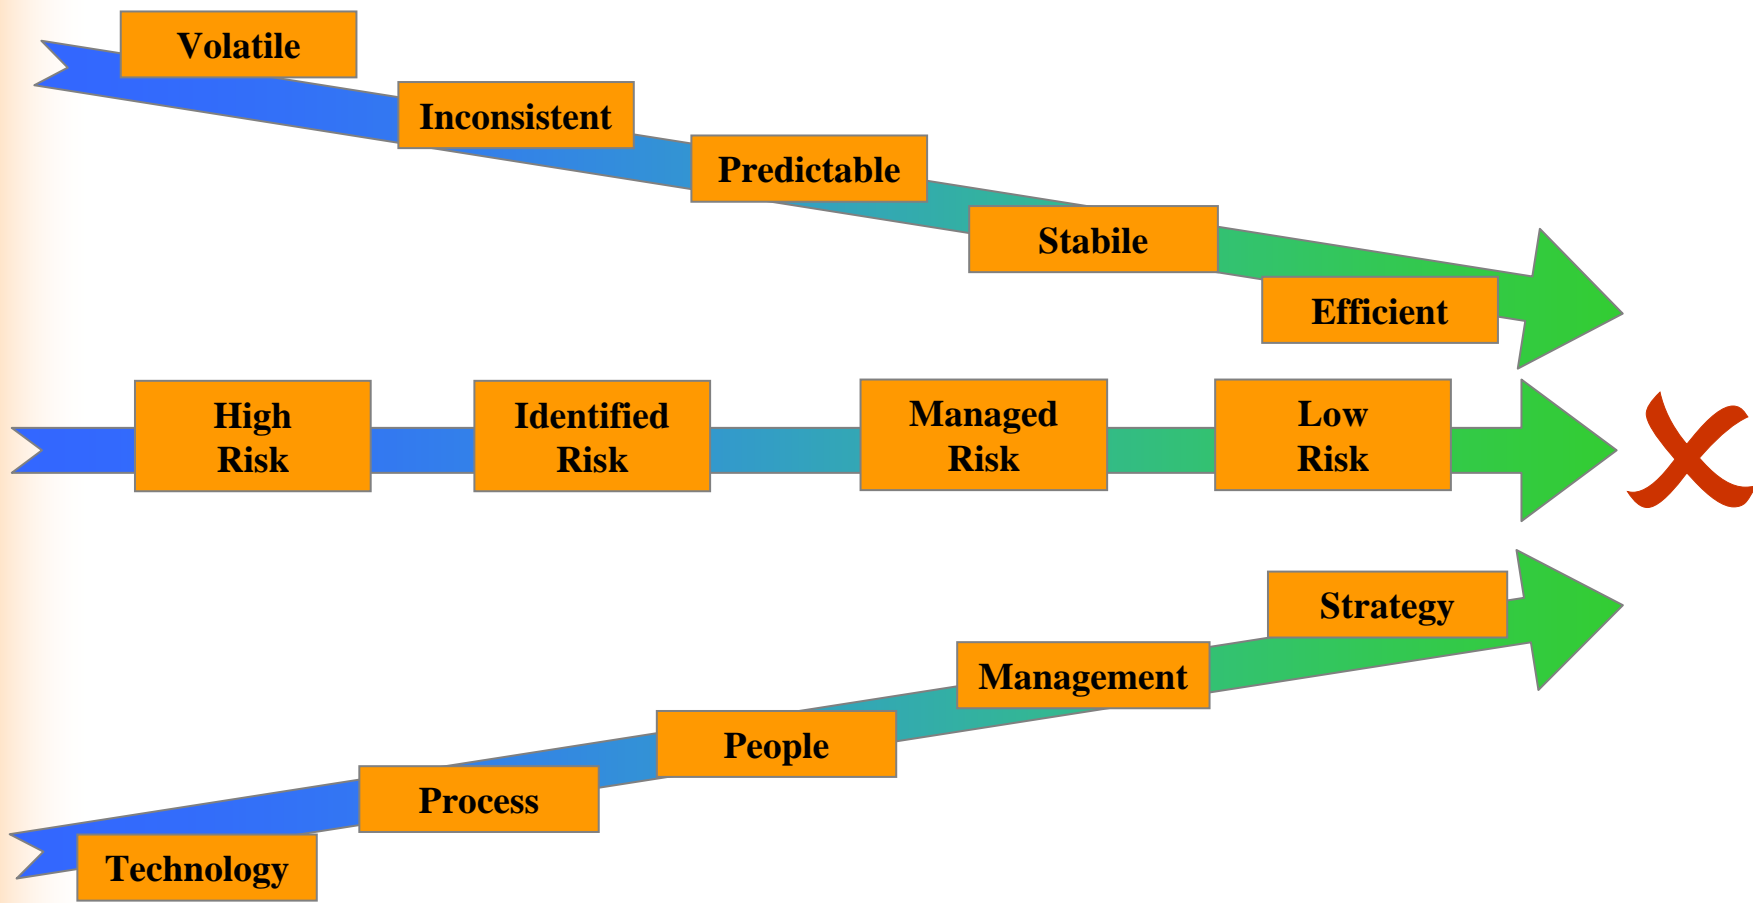 Volatile
Inconsistent
Predictable
Stabile
Efficient
High
Risk
Identified
Risk
Managed
Risk
Low
Risk
Strategy
Management
People
Process
Technology